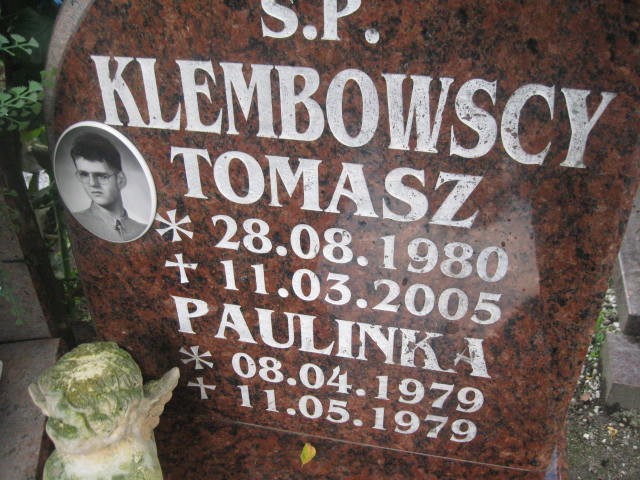 Ś.P.
KLEMBOWSCY
TOMASZ
* 28.08.1980
† 11.03.2005
PAULINKA
* 08.04.1979
† 11.05.1979